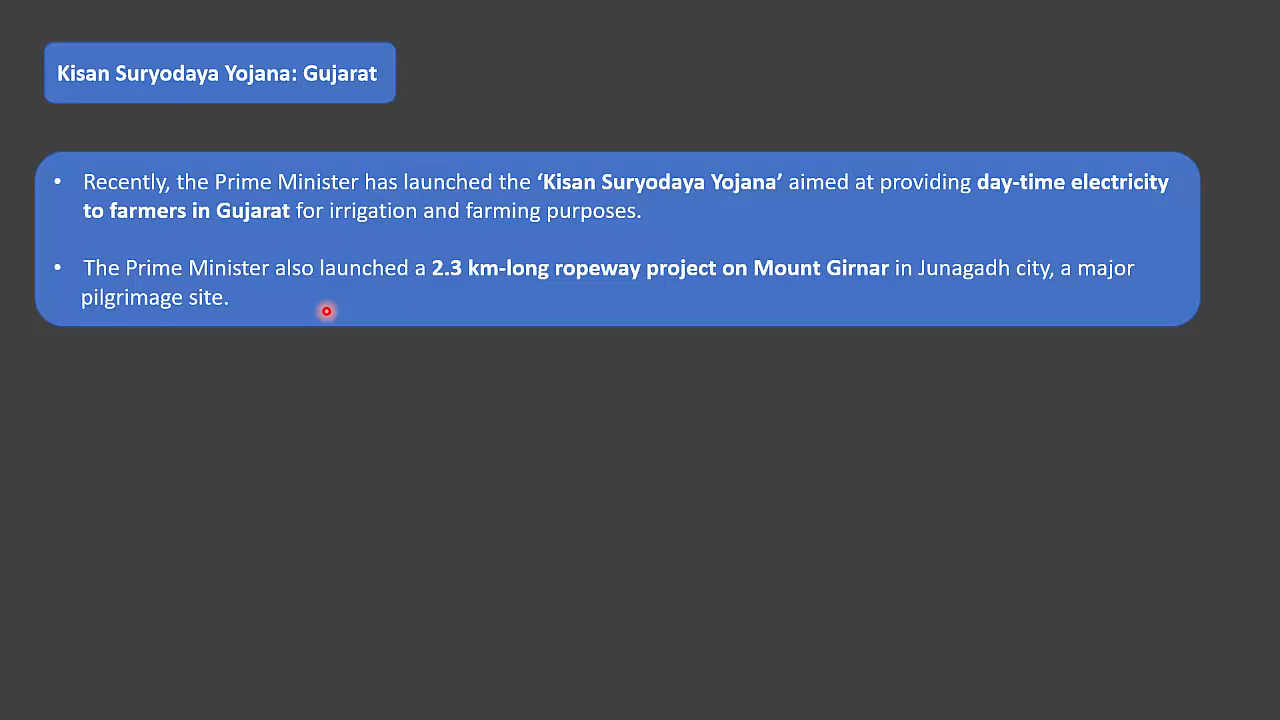 Kisan Suryodaya Yojana: Gujarat
• Recently, the Prime Minister has launched the ‘Kisan Suryodaya Yojana’ aimed at providing day-time electricity
to farmers in Gujarat for irrigation and farming purposes.
• The Prime Minister also launched a 2.3 km-long ropeway project on Mount Girnar in Junagadh city, a major
pilgrimage site.